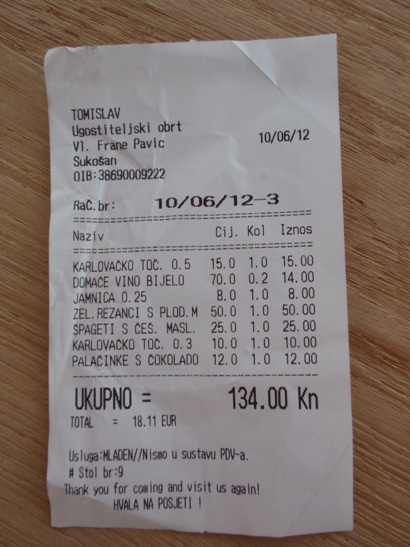 TOMISLAV
Ugostiteljski obrt
Vl. Frane Pavic 10/06/12
Sukošan
OIB:38690009222
Rač.br: 10/06/12-3
Naziv Cij. Kol Iznos
KARLOVAČKO TOČ. 0.5 15.0 1.0 15.00
DOMAĆE VINO BIJELO 70.0 0.2 14.00
JAMNICA 0.25 8.0 1.0 8.00
ZEL.REZANCI S PLOD.M 50.0 1.0 50.00
ŠPAGETI S ČEŠ. MASL. 25.0 1.0 25.00
KARLOVAČKO TOČ. 0.3 10.0 1.0 10.00
PALAČINKE S ČOKOLADO 12.0 1.0 12.00
UKUPNO = 134.00 Kn
TOTAL = 18.11 EUR
Usluga:MLADEN//Nismo u sustavu PDV-a.
# Stol br:9
Thank you for coming and visit us again!
HVALA NA POSJETI !